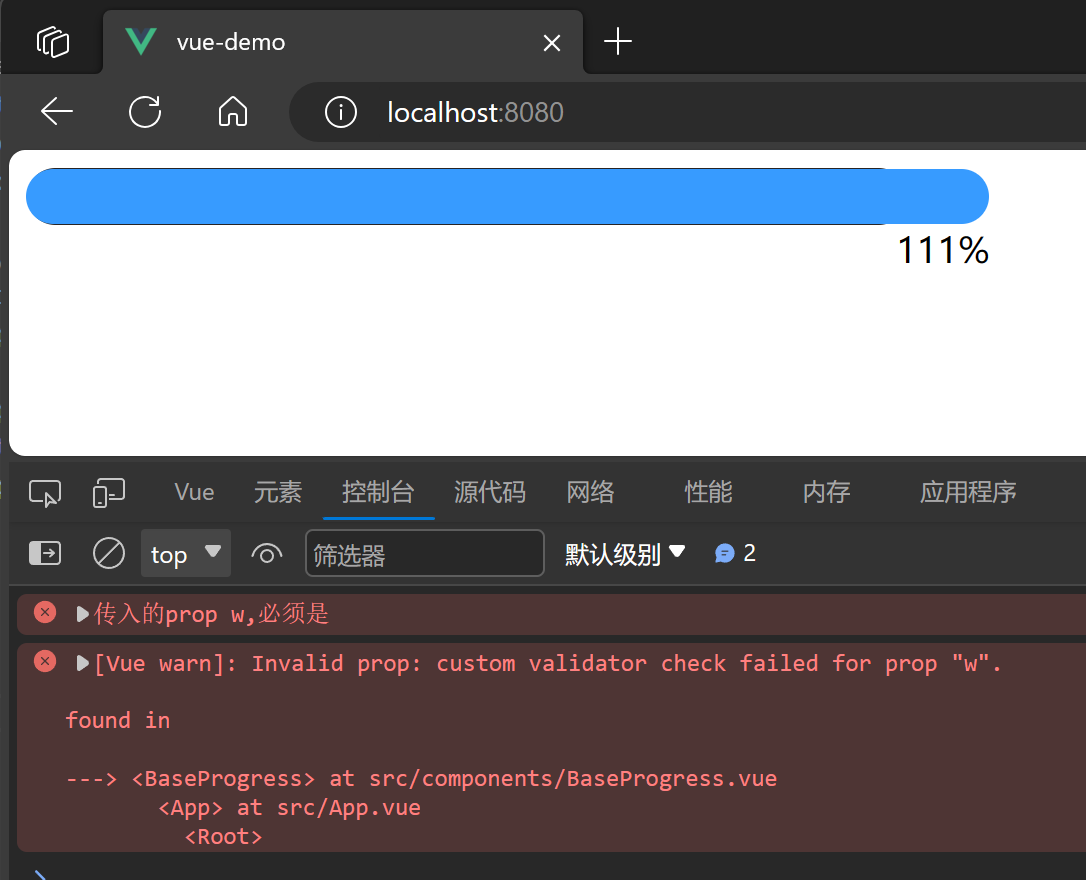 vue-demo
localhost:8080
111%
Vue 元素 控制台 源代码 网络 性能 内存 应用程序
top 筛选器 默认级别 2
传入的prop w,必须是
[Vue warn]: Invalid prop: custom validator check failed for prop "w".
found in
---> <BaseProgress> at src/components/BaseProgress.vue
<App> at src/App.vue
<Root>